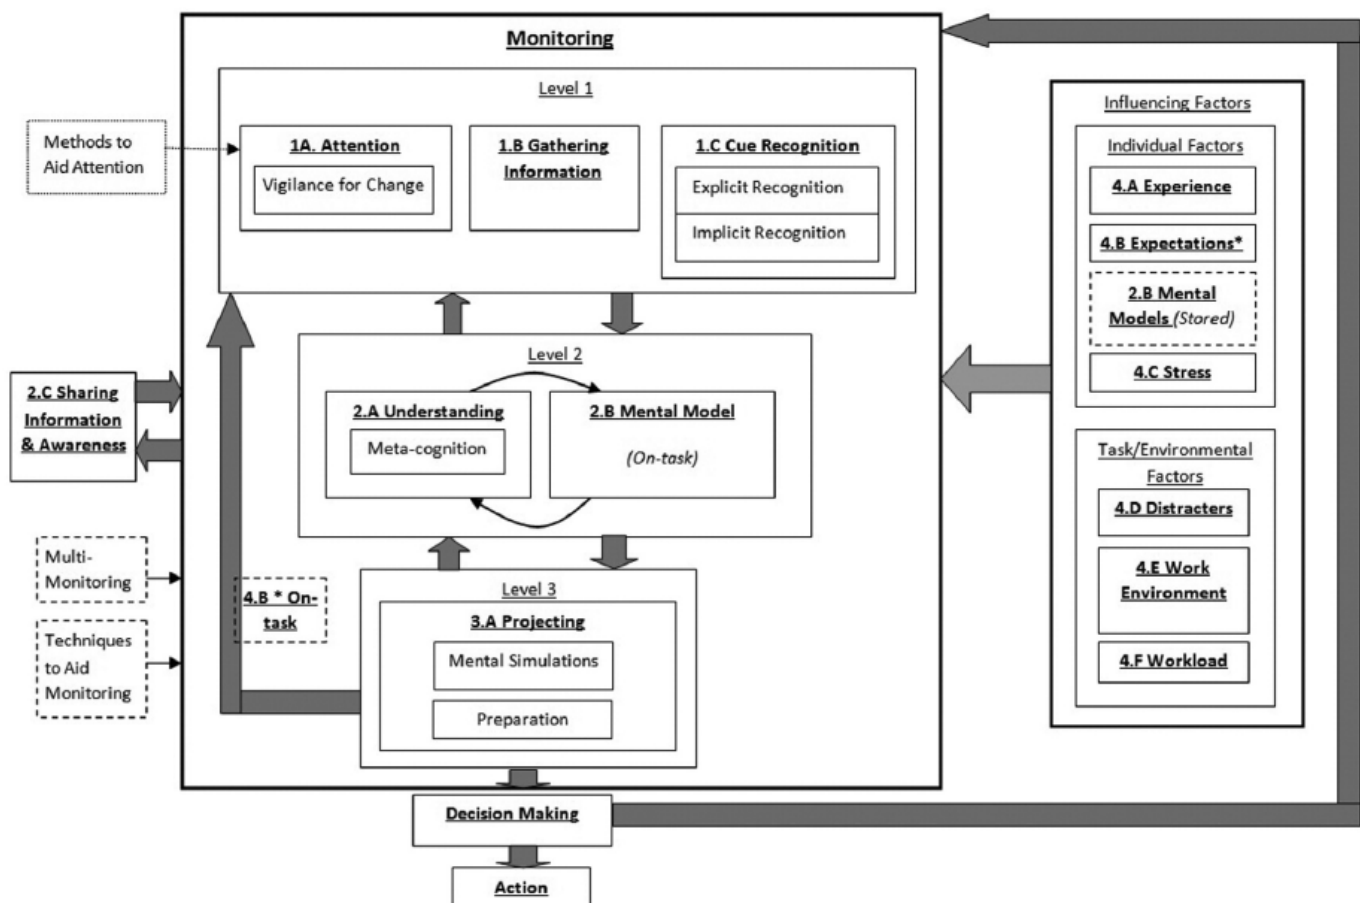 Monitoring
Level 1
Methods to
Aid Attention
1A. Attention
Vigilance for Change
1.B Gathering
Information
1.C Cue Recognition
Explicit Recognition
Implicit Recognition
Level 2
2.A Understanding
Meta-cognition
2.B Mental Model
(On-task)
2.C Sharing
Information
& Awareness
Multi-
Monitoring
Techniques
to Aid
Monitoring
4.B * On-
task
Level 3
3.A Projecting
Mental Simulations
Preparation
Decision Making
Action
Influencing Factors
Individual Factors
4.A Experience
4.B Expectations*
2.B Mental
Models (Stored)
4.C Stress
Task/Environmental
Factors
4.D Distracters
4.E Work
Environment
4.F Workload